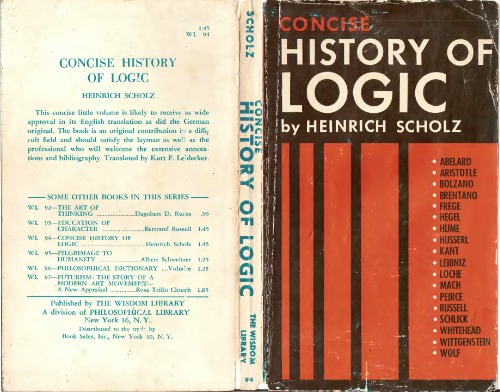 1.45
WL 94
CONCISE HISTORY
OF LOGIC
HEINRICH SCHOLZ
This concise little volume is likely to receive as wide
approval in its English translation as did the German
original. The book is an original contribution in a diffi-
cult field and should satisfy the layman as well as the
professional who will welcome the extensive annota-
tions and bibliography. Translated by Kurt F. Leidecker.
SOME OTHER BOOKS IN THIS SERIES
WL 92—THE ART OF
THINKING ..............Dagobert D. Runes .95
WL 93—EDUCATION OF
CHARACTER ..............Bertrand Russell 1.45
WL 94—CONCISE HISTORY OF
LOGIC ..............Heinrich Scholz 1.45
WL 95—PILGRIMAGE TO
HUMANITY ..............Albert Schweitzer 1.25
WL 96—PHILOSOPHICAL DICTIONARY ...Voltaire 1.25
WL 97—FUTURISM: THE STORY OF A
MODERN ART MOVEMENT—
A New Appraisal ..........Rosa Trillo Clough 1.85
Published by THE WISDOM LIBRARY
A division of PHILOSOPHICAL LIBRARY
New York 16, N. Y.
Distributed to the trade by
Book Sales, Inc., New York 10, N.Y.
SCHOLZ
CONCISE
HISTORY OF LOGIC
THE WISDOM
LIBRARY
94
CONCISE
HISTORY OF
LOGIC
by HEINRICH SCHOLZ
• ABELARD
• ARISTOTLE
• BOLZANO
• BRENTANO
• FREGE
• HEGEL
• HUME
• HUSSERL
• KANT
• LEIBNIZ
• LOCHE
• MACH
• PEIRCE
• RUSSELL
• SCHLICK
• WHITEHEAD
• WITTGENSTEIN
• WOLF